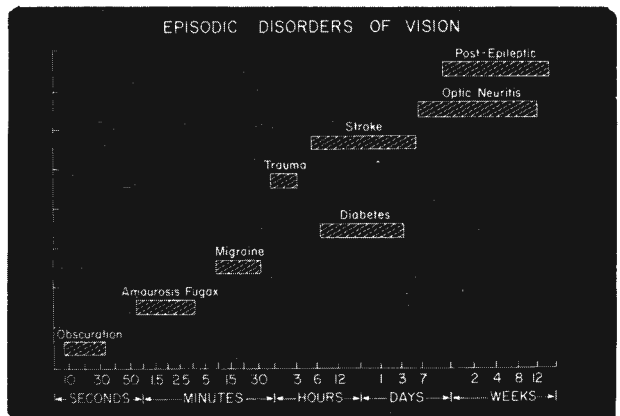 EPISODIC DISORDERS OF VISION
Post-Epileptic
Optic Neuritis
Stroke
Trauma
Diabetes
Migraine
Amaurosis Fugax
Obscuration
10 30 50 1.5 2.5 5 15 30 3 6 12 1 3 7 2 4 8 12
SECONDS MINUTES HOURS DAYS WEEKS